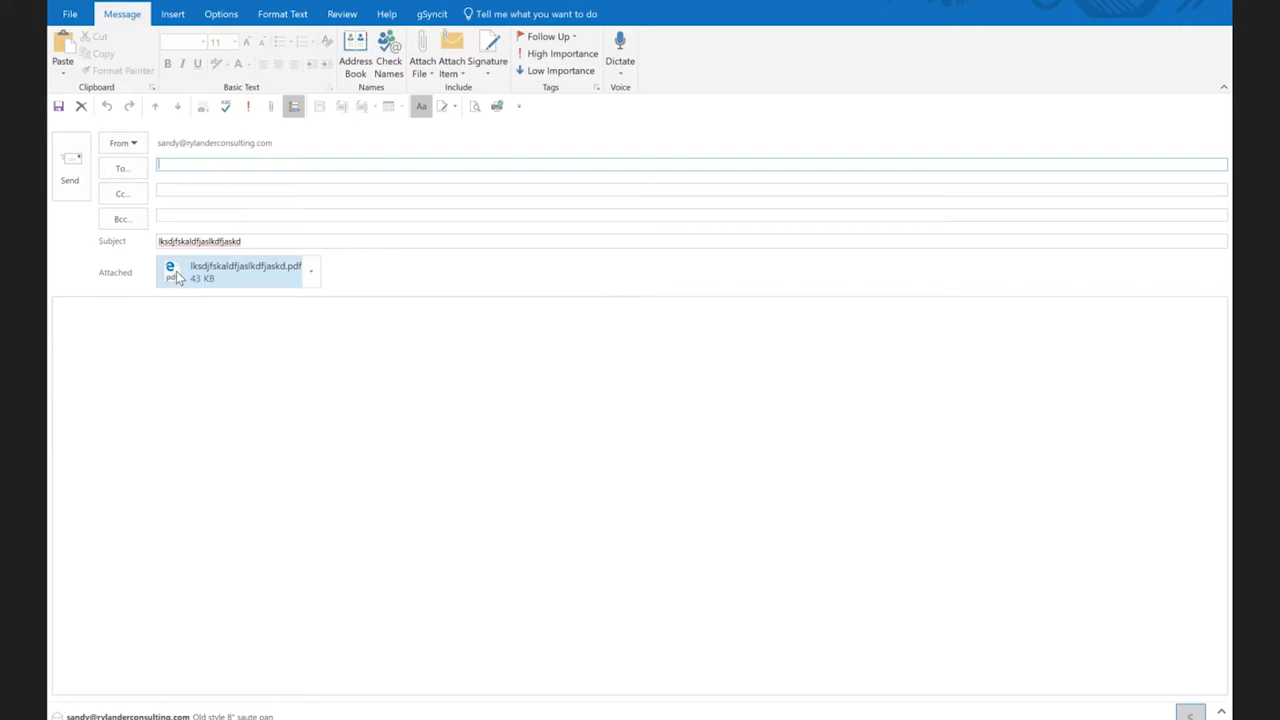 File Message Insert Options Format Text Review Help gSyncit Tell me what you want to do
Paste Cut Copy Format Painter
Clipboard
11
B I U A
Basic Text
Address Book Check Names
Names
Attach File Attach Item Signature
Include
Follow Up
High Importance
Low Importance
Tags
Dictate
Voice
Aa
From sandy@rylanderconsulting.com
To...
Send
Cc...
Bcc...
Subject lksdjfskaldfjaslkdfjaskd
Attached lksdjfskaldfjaslkdfjaskd.pdf
43 KB
sandy@rylanderconsulting.com Old style 8" saute pan